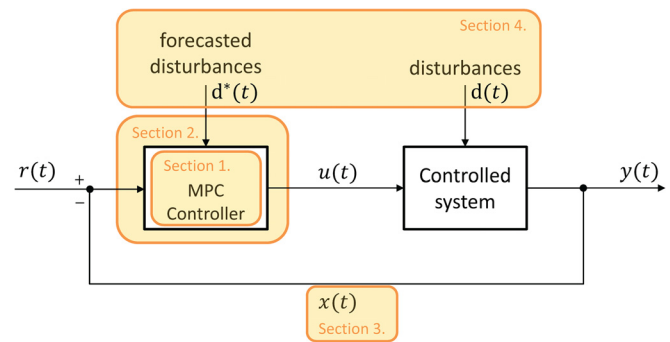 Section 4.
forecasted
disturbances
d*(t)
disturbances
d(t)
Section 2.
Section 1.
MPC
Controller
r(t)
+
−
u(t)
Controlled
system
y(t)
x(t)
Section 3.